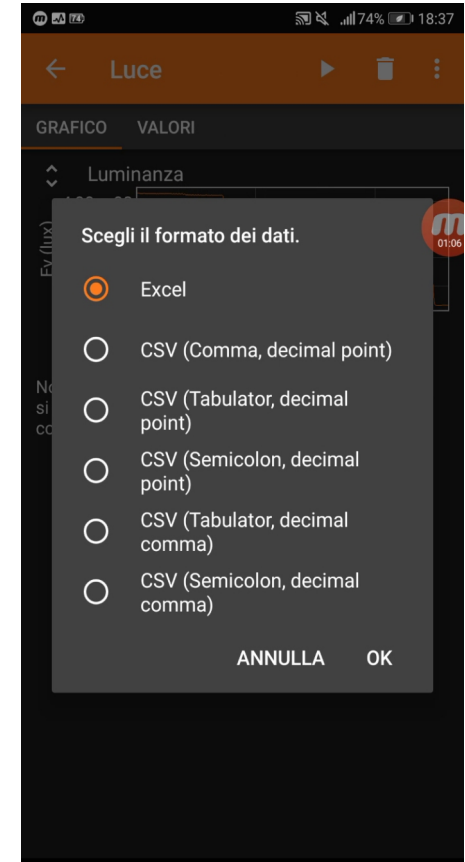 74% 18:37
Luce
GRAFICO VALORI
Luminanza
Ev (lux)
01:06
Scegli il formato dei dati.
Excel
CSV (Comma, decimal point)
CSV (Tabulator, decimal
point)
CSV (Semicolon, decimal
point)
CSV (Tabulator, decimal
comma)
CSV (Semicolon, decimal
comma)
si
ANNULLA OK